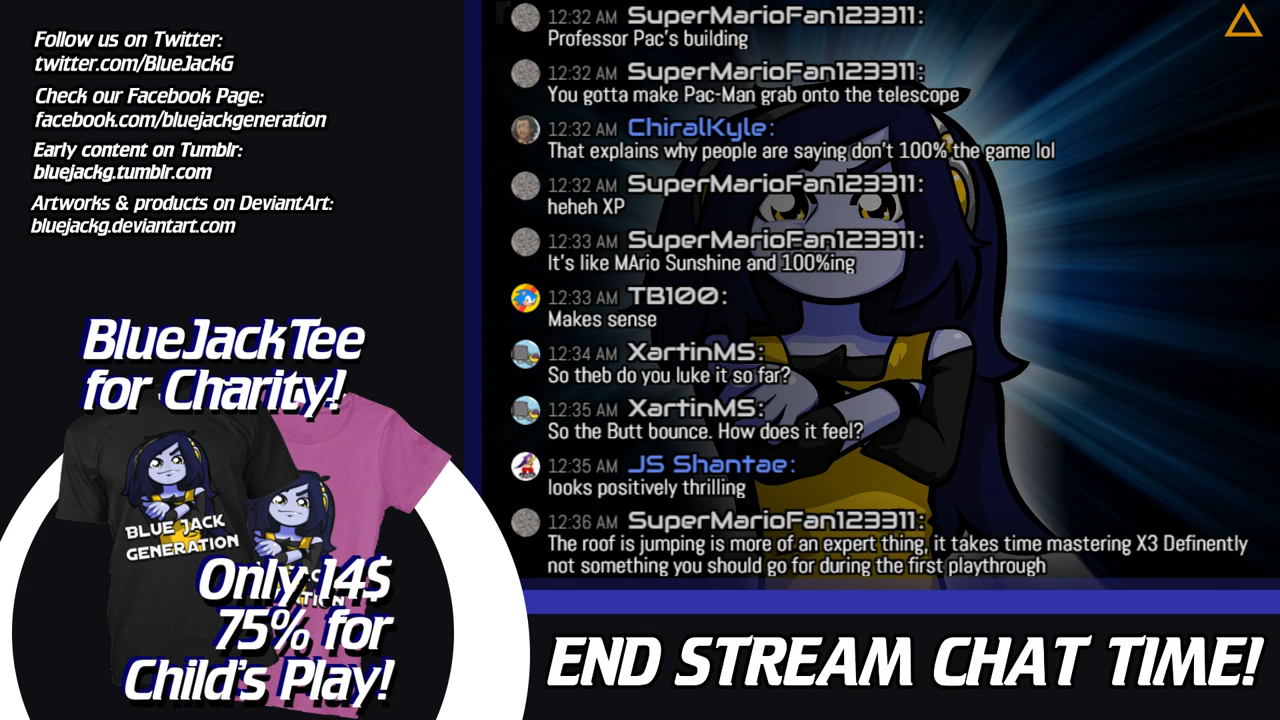 Follow us on Twitter:
twitter.com/BlueJackG
Check our Facebook Page:
facebook.com/bluejackgeneration
Early content on Tumblr:
bluejackg.tumblr.com
Artworks & products on DeviantArt:
bluejackg.deviantart.com
BlueJackTee
for Charity!
BLUE JACK
GENERATION
Only 14$
75% for
Child's Play!
12:32 AM SuperMarioFan123311:
Professor Pac's building
12:32 AM SuperMarioFan123311:
You gotta make Pac-Man grab onto the telescope
12:32 AM ChiralKyle:
That explains why people are saying don't 100% the game lol
12:32 AM SuperMarioFan123311:
heheh XP
12:33 AM SuperMarioFan123311:
It's like MArio Sunshine and 100%ing
12:33 AM TB100:
Makes sense
12:34 AM XartinMS:
So theb do you luke it so far?
12:35 AM XartinMS:
So the Butt bounce. How does it feel?
12:35 AM JS Shantae:
looks positively thrilling
12:36 AM SuperMarioFan123311:
The roof is jumping is more of an expert thing, it takes time mastering X3 Definently
not something you should go for during the first playthrough
END STREAM CHAT TIME!